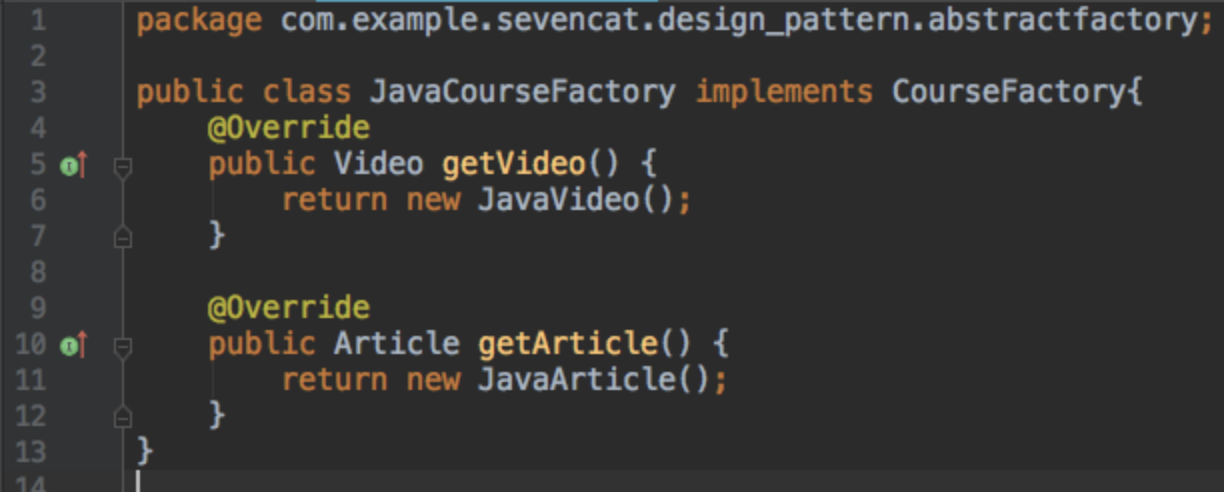 1 package com.example.sevencat.design_pattern.abstractfactory;
2
3 public class JavaCourseFactory implements CourseFactory{
4     @Override
5     public Video getVideo() {
6         return new JavaVideo();
7     }
8
9     @Override
10     public Article getArticle() {
11         return new JavaArticle();
12     }
13 }
14